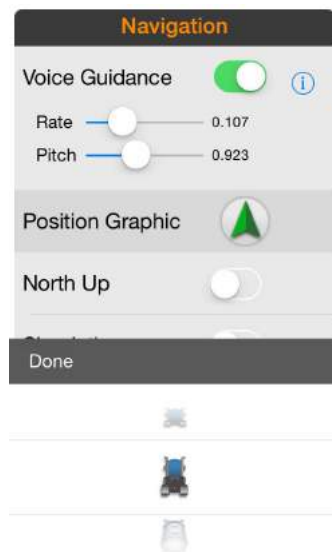 Navigation
Voice Guidance
Rate 0.107
Pitch 0.923
Position Graphic
North Up
Done